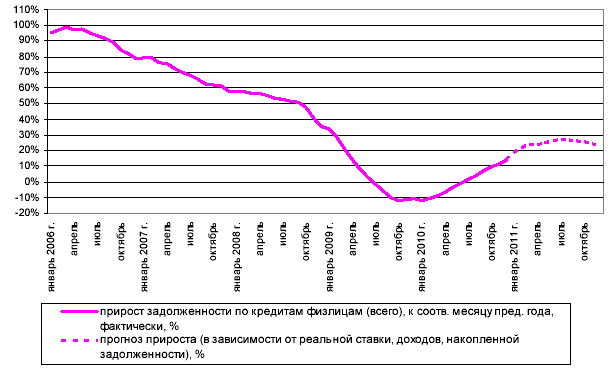 110%
100%
90%
80%
70%
60%
50%
40%
30%
20%
10%
0%
-10%
-20%
январь 2006 г.
апрель
июль
октябрь
январь 2007 г.
апрель
июль
октябрь
январь 2008 г.
апрель
июль
октябрь
январь 2009 г.
апрель
июль
октябрь
январь 2010 г.
апрель
июль
октябрь
январь 2011 г.
апрель
июль
октябрь
прирост задолженности по кредитам физлицам (всего), к соотв. месяцу пред. года,
фактически, %
прогноз прироста (в зависимости от реальной ставки, доходов, накопленной
задолженности), %